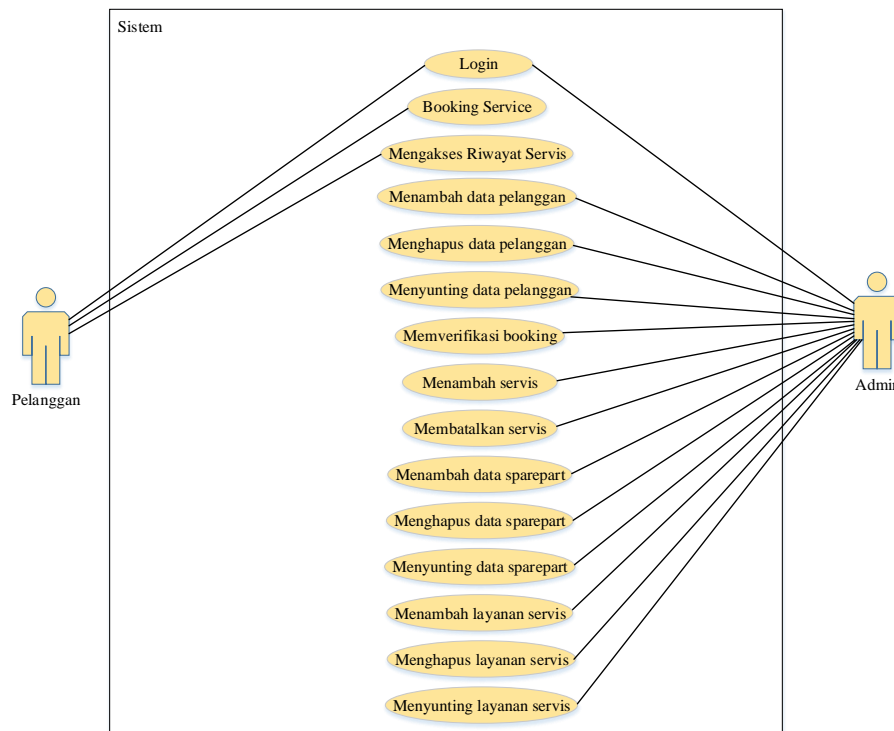 Sistem
Login
Booking Service
Mengakses Riwayat Servis
Menambah data pelanggan
Menghapus data pelanggan
Menyunting data pelanggan
Memverifikasi booking
Menambah servis
Membatalkan servis
Menambah data sparepart
Menghapus data sparepart
Menyunting data sparepart
Menambah layanan servis
Menghapus layanan servis
Menyunting layanan servis
Pelanggan
Admin